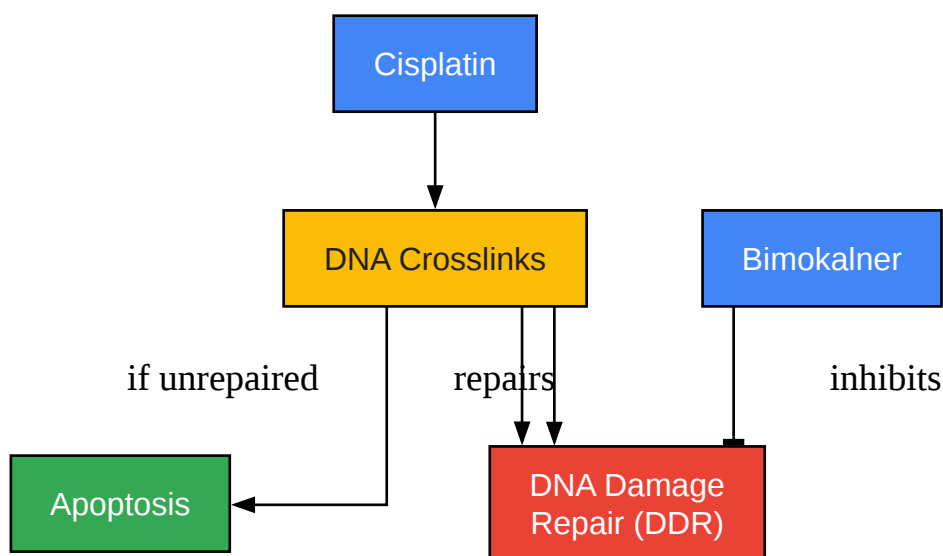 Cisplatin
DNA Crosslinks
Bimokalner
if unrepaired
repairs
inhibits
Apoptosis
DNA Damage
Repair (DDR)